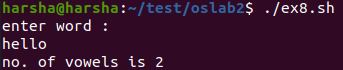 harsha@harsha:~/test/oslab2$ ./ex8.sh
enter word :
hello
no. of vowels is 2